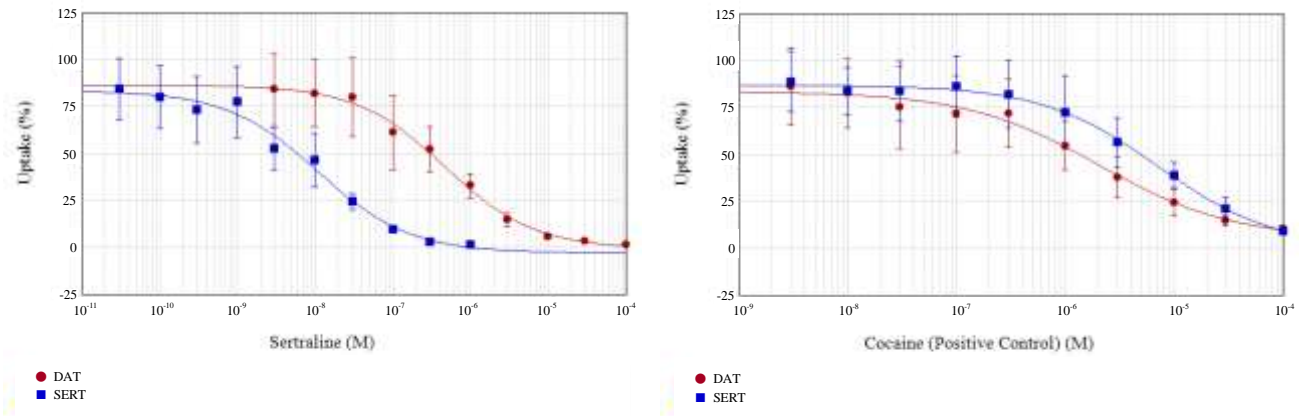 125
100
75
50
25
0
-25
Uptake (%)
10-11 10-10 10-9 10-8 10-7 10-6 10-5 10-4
Sertraline (M)
DAT
SERT
125
100
75
50
25
0
-25
Uptake (%)
10-9 10-8 10-7 10-6 10-5 10-4
Cocaine (Positive Control) (M)
DAT
SERT